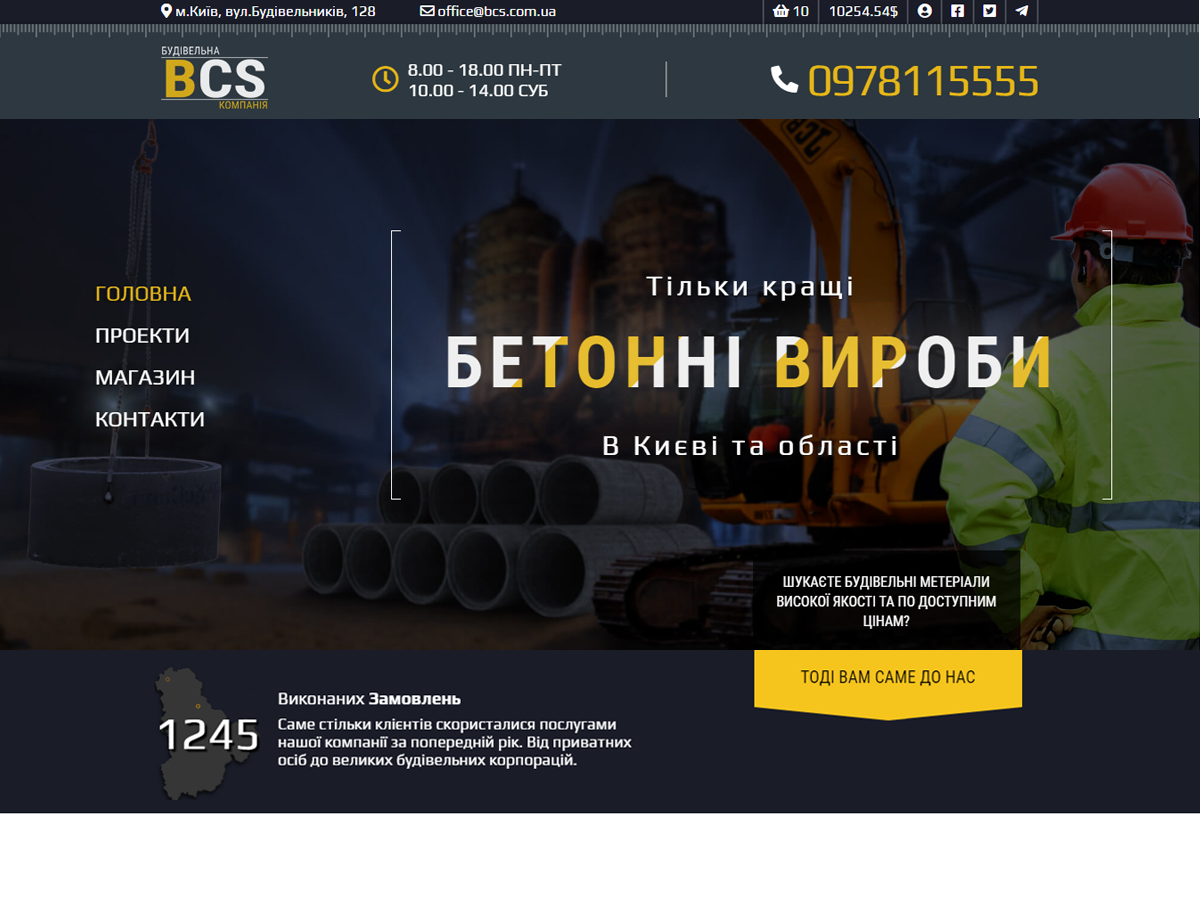 м.Київ, вул.Будівельників, 128
office@bcs.com.ua
10
10254.54$
БУДІВЕЛЬНА
BCS
КОМПАНІЯ
8.00 - 18.00 ПН-ПТ
10.00 - 14.00 СУБ
0978115555
JCB
ГОЛОВНА
ПРОЕКТИ
МАГАЗИН
КОНТАКТИ
Тільки кращі
БЕТОННІ ВИРОБИ
В Києві та області
ШУКАЄТЕ БУДІВЕЛЬНІ МЕТЕРІАЛИ
ВИСОКОЇ ЯКОСТІ ТА ПО ДОСТУПНИМ
ЦІНАМ?
ТОДІ ВАМ САМЕ ДО НАС
1245
Виконаних Замовлень
Саме стільки клієнтів скористалися послугами
нашої компанії за попередній рік. Від приватних
осіб до великих будівельних корпорацій.